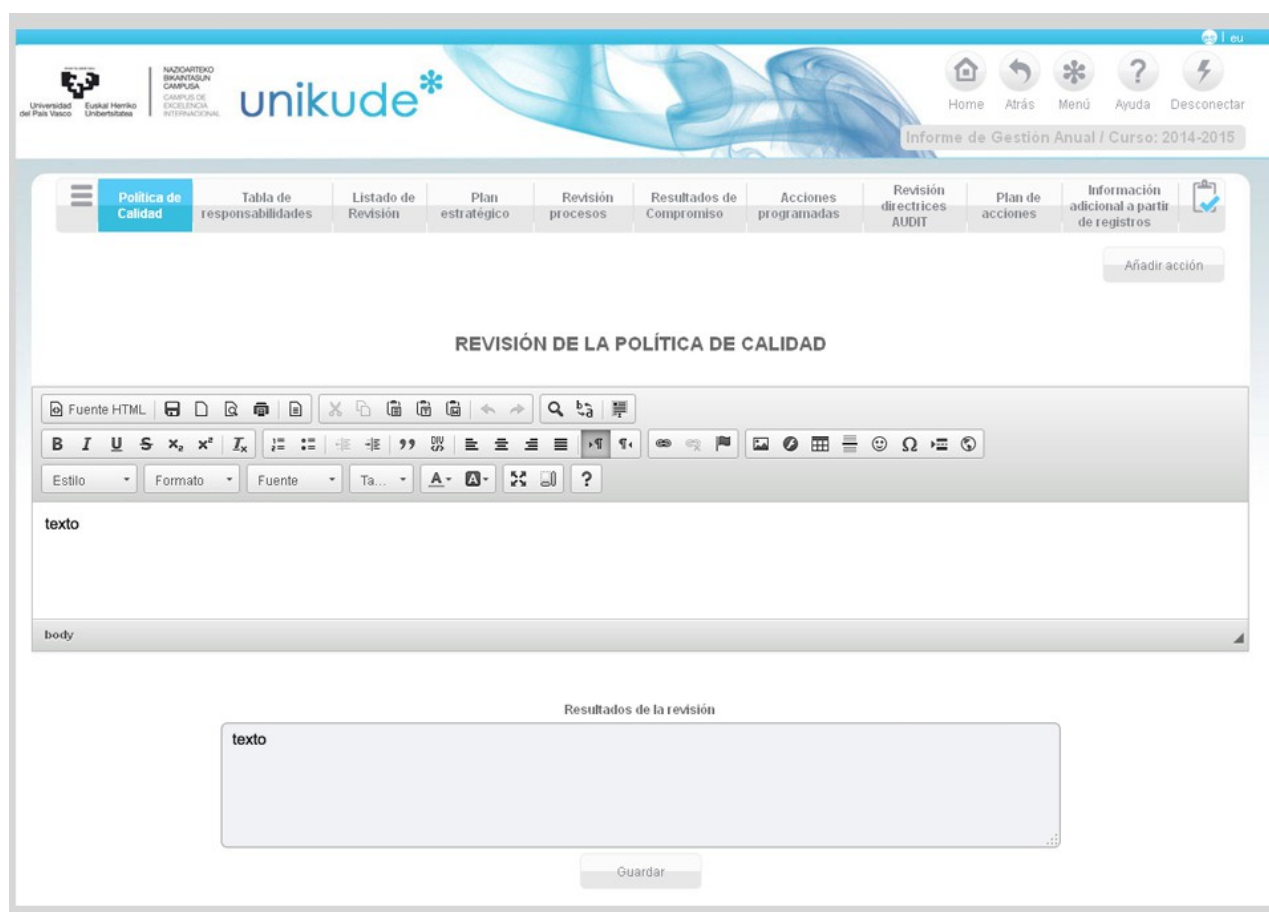 es | eu
Universidad del País Vasco
Euskal Herriko Unibertsitatea
NAZIOARTEKO
BIKAINTASUN
CAMPUSA
CAMPUS DE
EXCELENCIA
INTERNACIONAL
unikude*
Home Atrás Menú Ayuda Desconectar
Informe de Gestión Anual / Curso: 2014-2015
Política de
Calidad
Tabla de
responsabilidades
Listado de
Revisión
Plan
estratégico
Revisión
procesos
Resultados de
Compromiso
Acciones
programadas
Revisión
directrices
AUDIT
Plan de
acciones
Información
adicional a partir
de registros
Añadir acción
REVISIÓN DE LA POLÍTICA DE CALIDAD
Fuente HTML
Estilo Formato Fuente Ta...
texto
body
Resultados de la revisión
texto
Guardar